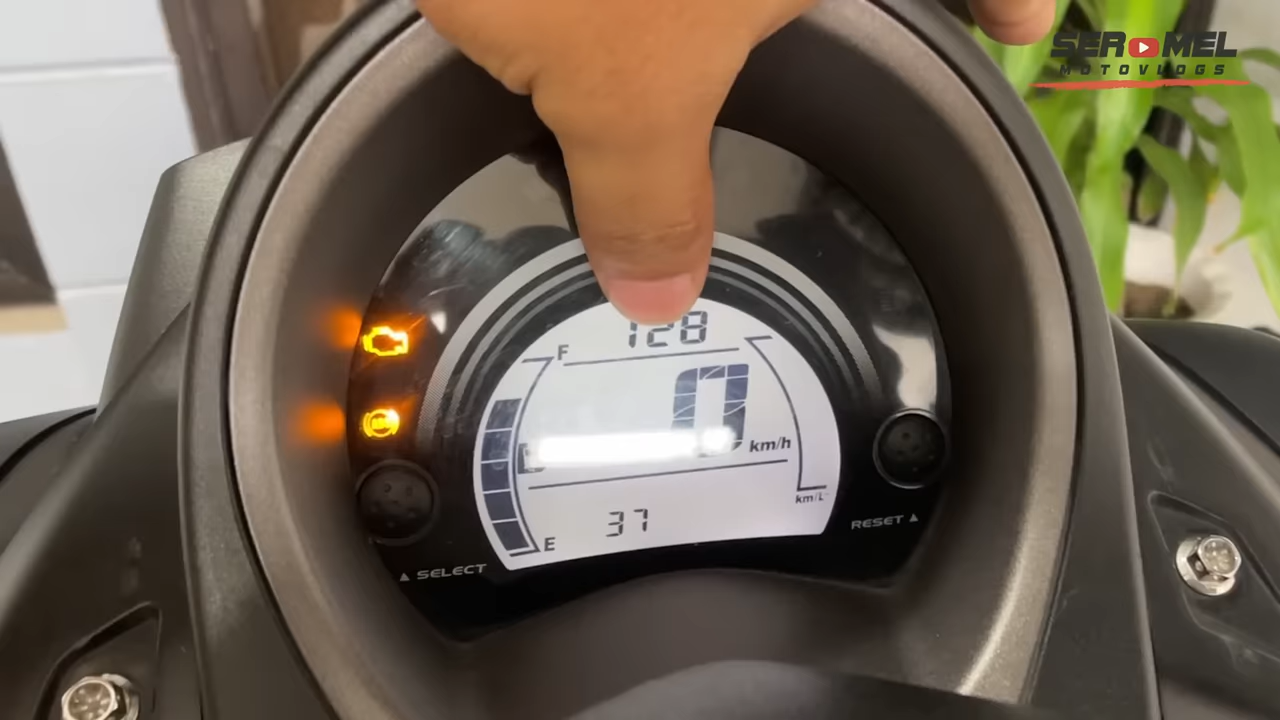 SEROMEL
MOTOVLOGS
128
F
0
km/h
km/L
37
E
SELECT
RESET